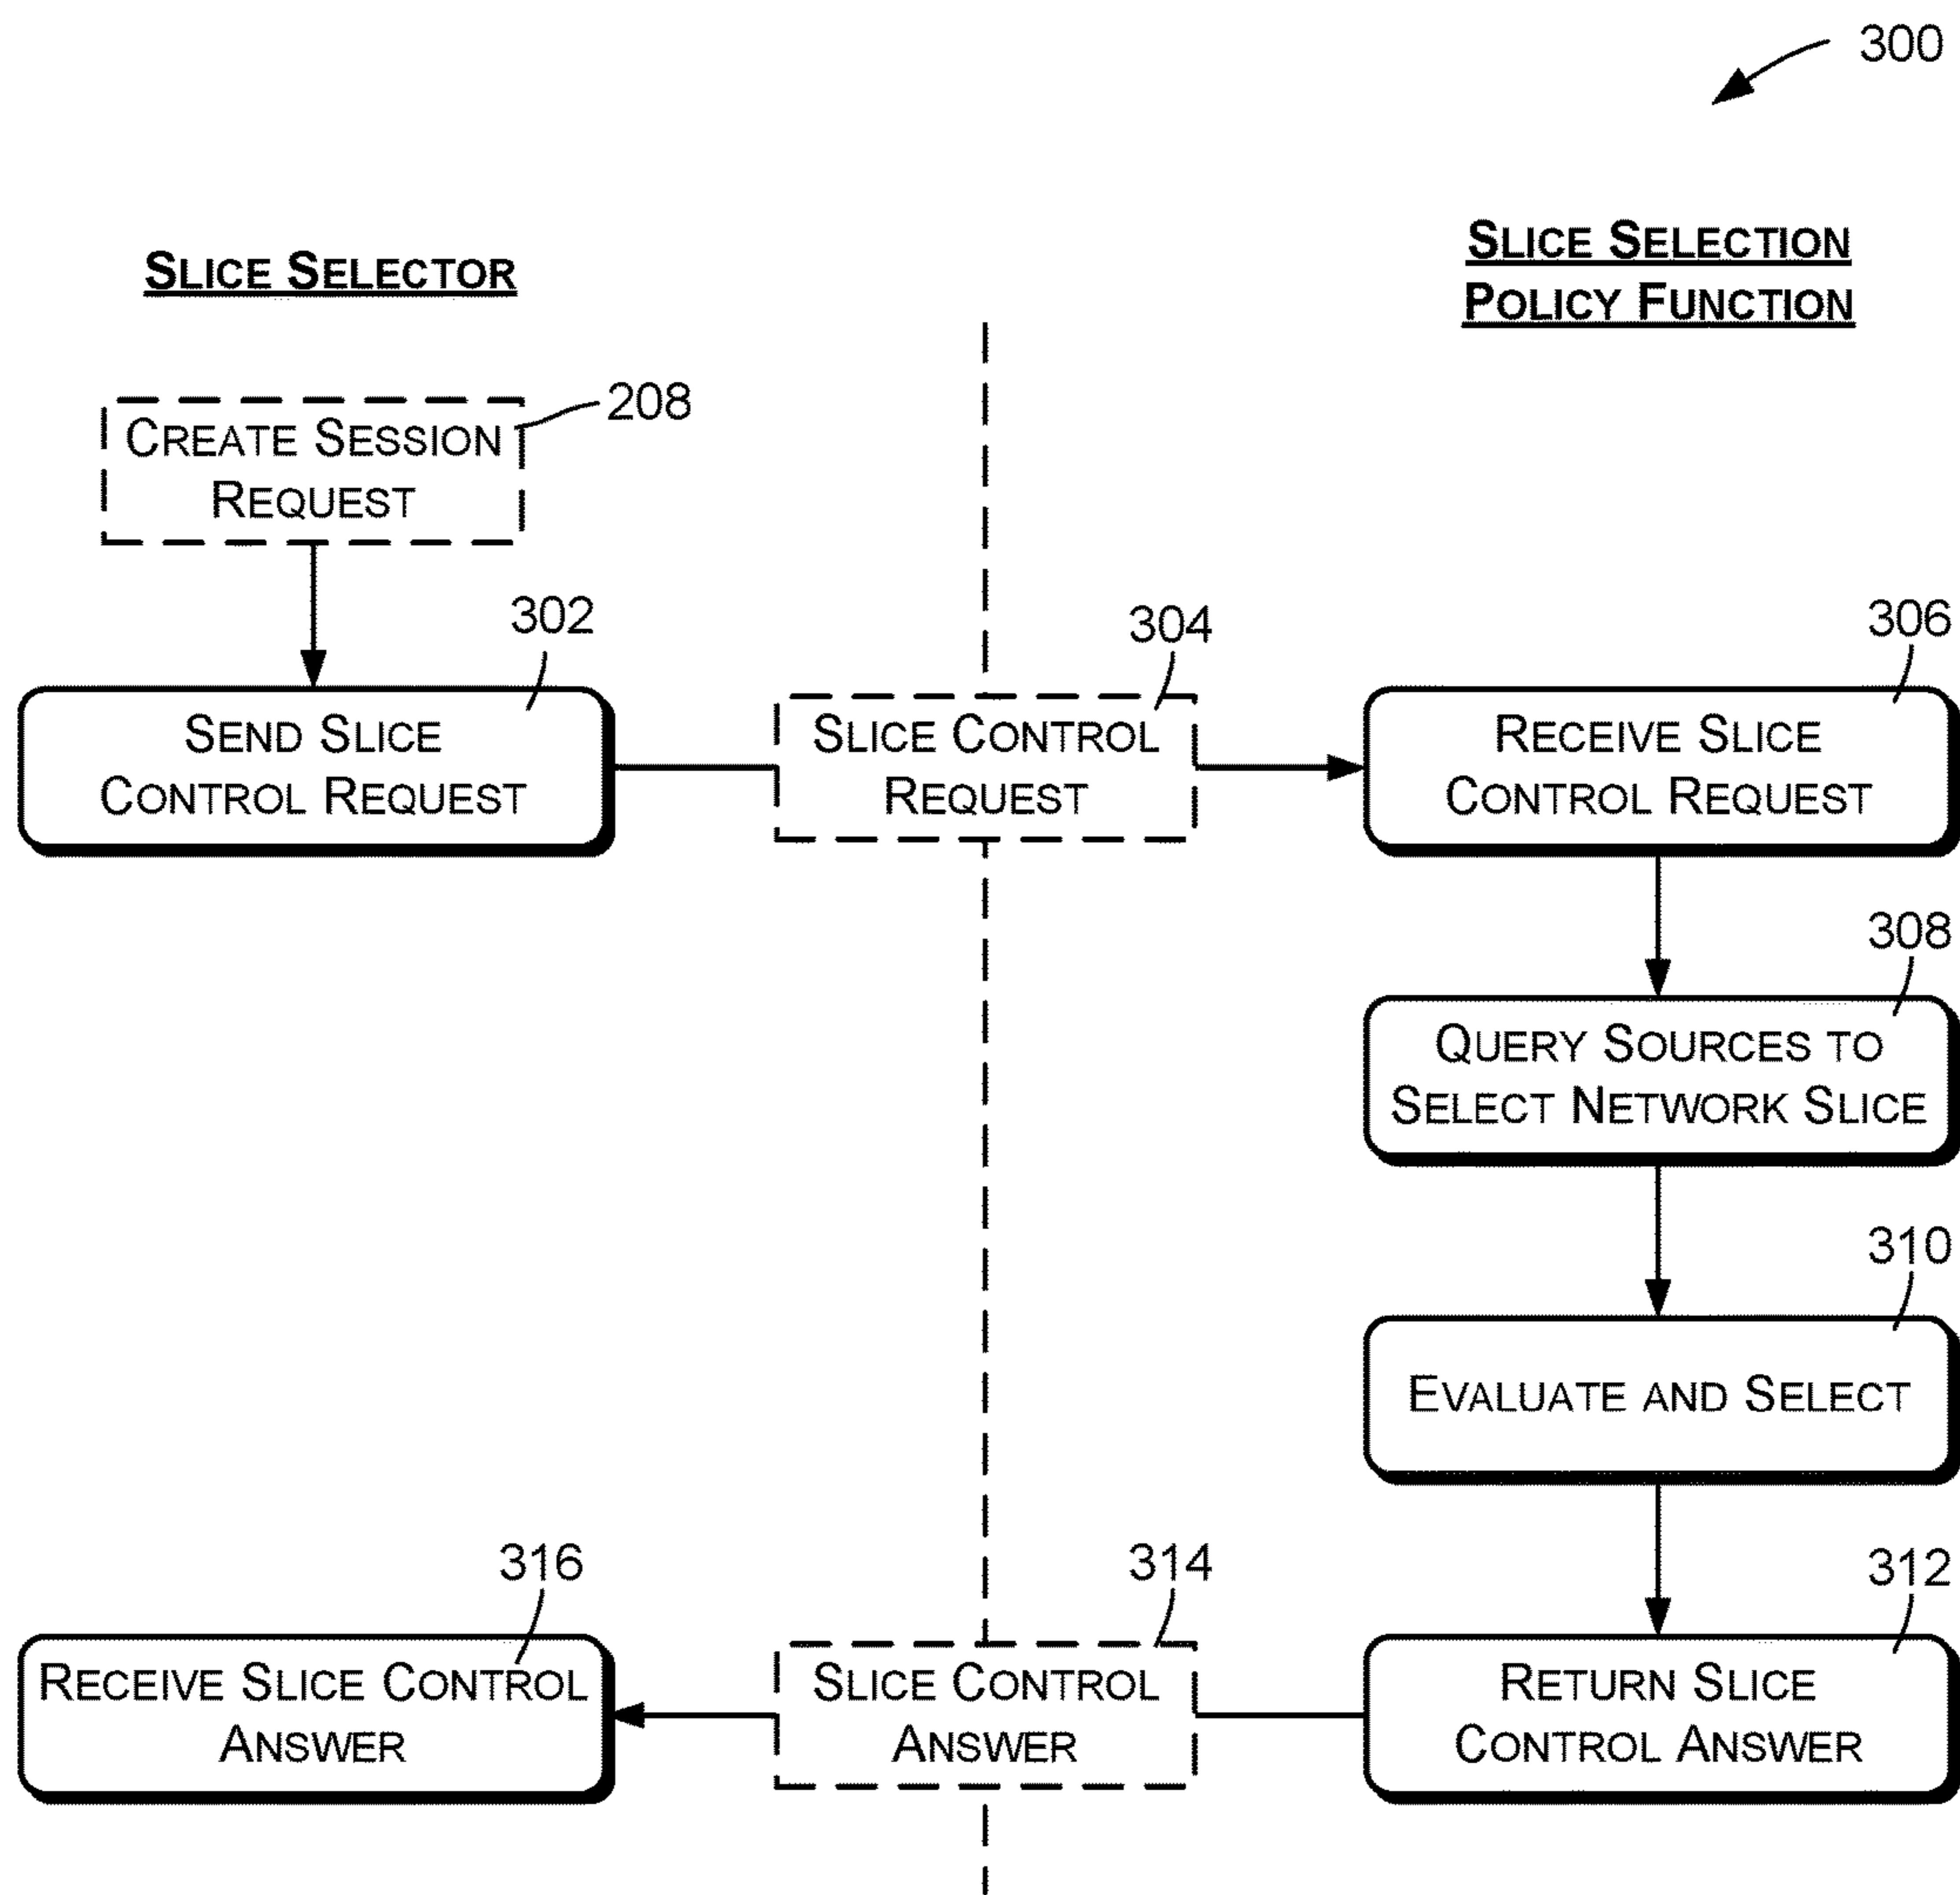 300
SLICE SELECTOR
SLICE SELECTION
POLICY FUNCTION
208
CREATE SESSION
REQUEST
302
SEND SLICE
CONTROL REQUEST
304
SLICE CONTROL
REQUEST
306
RECEIVE SLICE
CONTROL REQUEST
308
QUERY SOURCES TO
SELECT NETWORK SLICE
310
EVALUATE AND SELECT
312
RETURN SLICE
CONTROL ANSWER
314
SLICE CONTROL
ANSWER
316
RECEIVE SLICE CONTROL
ANSWER